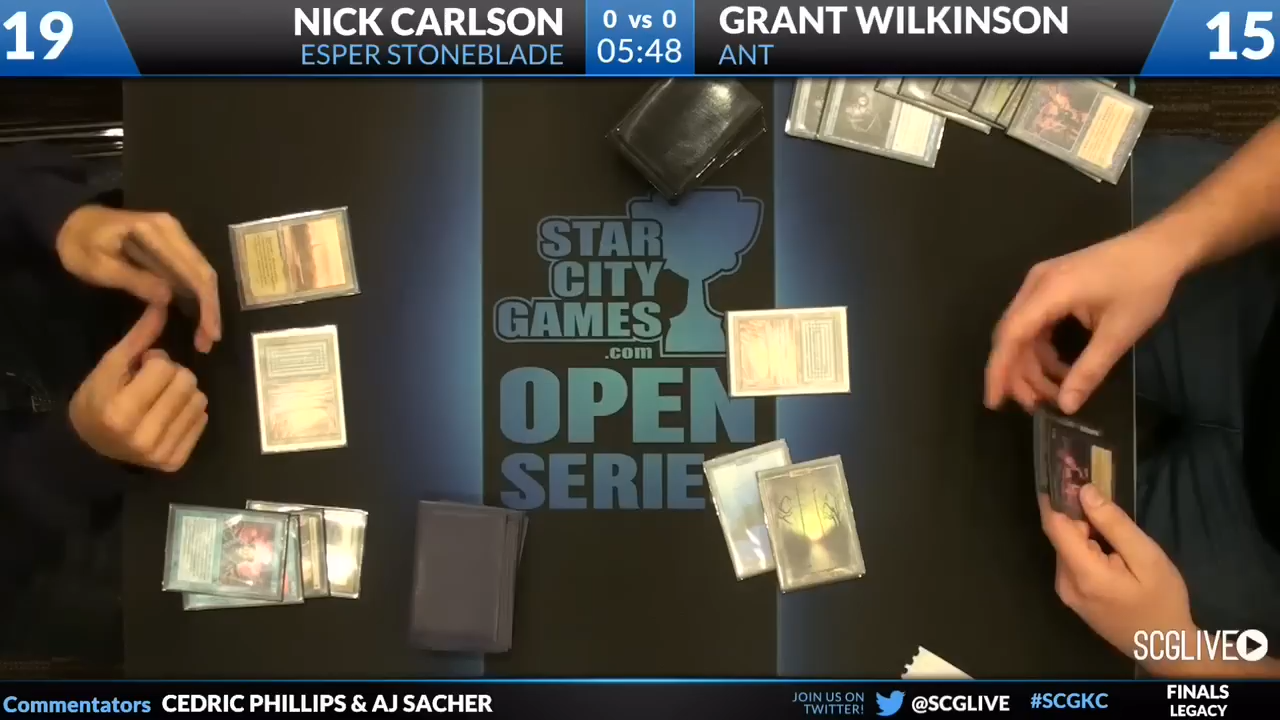 19
NICK CARLSON
ESPER STONEBLADE
0 vs 0
05:48
GRANT WILKINSON
ANT
15
STAR
CITY
GAMES
.com
OPEN
SERIE
SCGLIVE
Commentators CEDRIC PHILLIPS & AJ SACHER
JOIN US ON
TWITTER!
@SCGLIVE
#SCGKC
FINALS
LEGACY